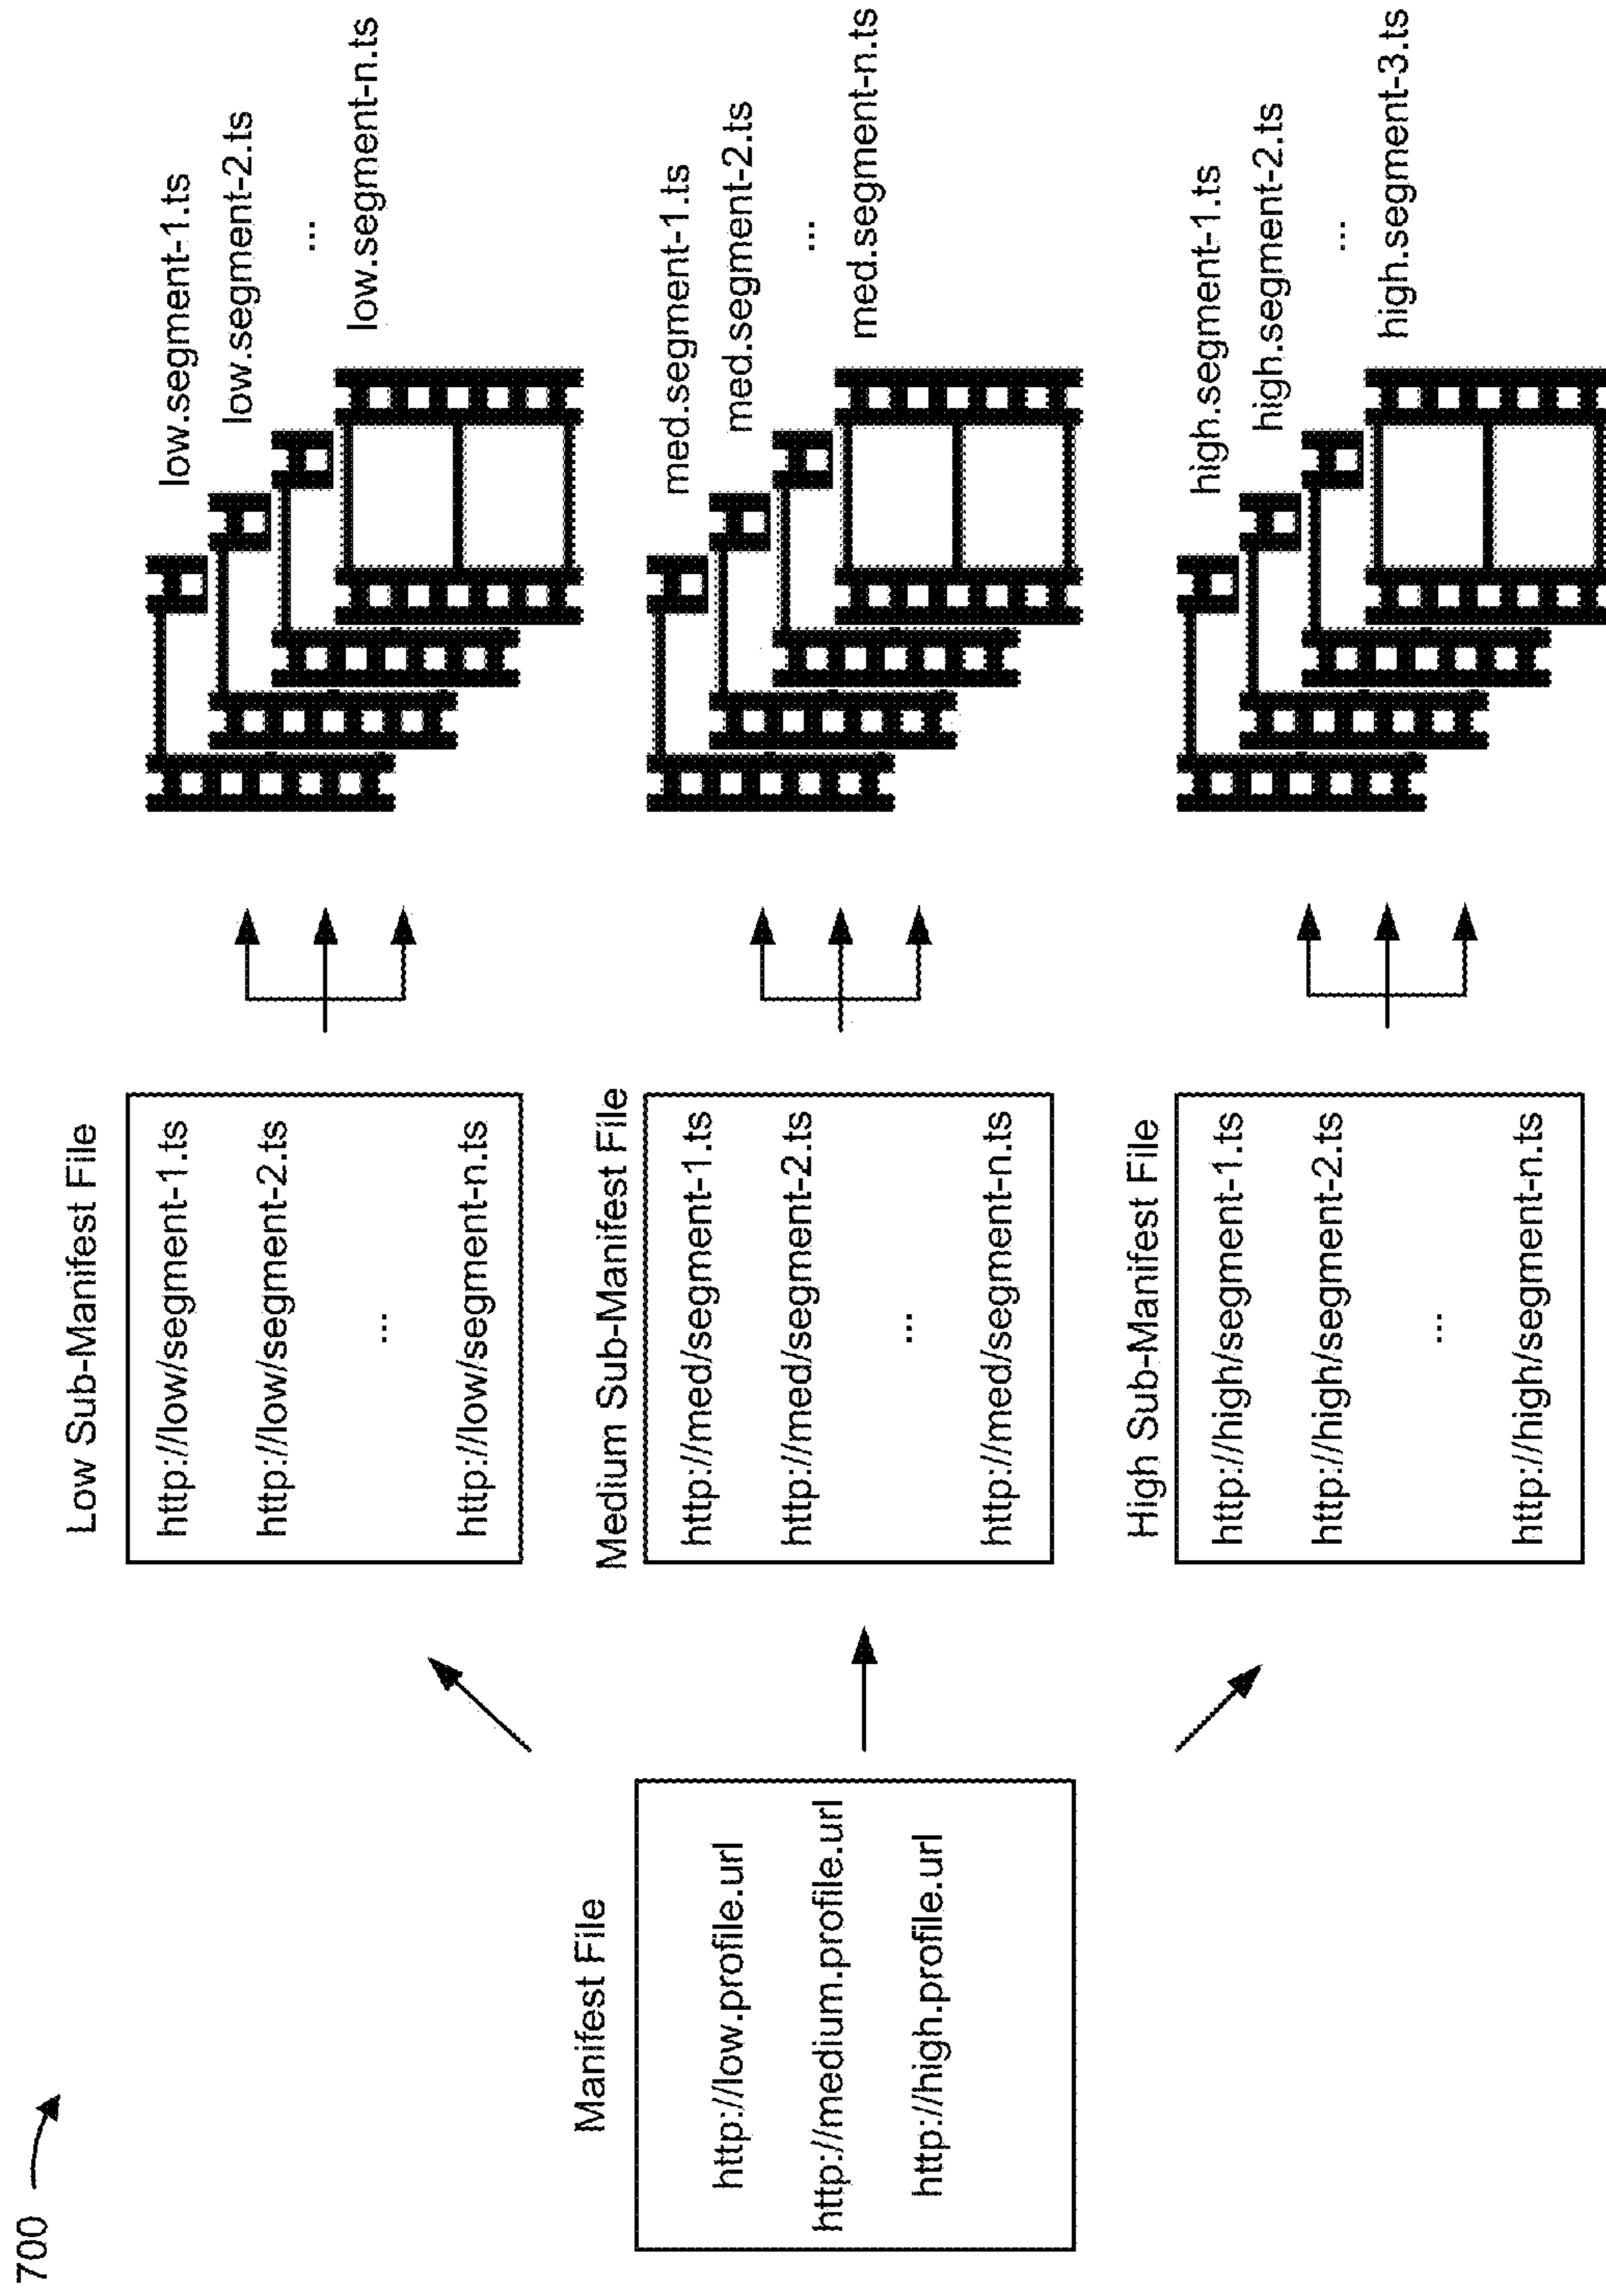 700
Manifest File
http://low.profile.url
http://medium.profile.url
http://high.profile.url
Low Sub-Manifest File
http://low/segment-1.ts
http://low/segment-2.ts
...
http://low/segment-n.ts
Medium Sub-Manifest File
http://med/segment-1.ts
http://med/segment-2.ts
...
http://med/segment-n.ts
High Sub-Manifest File
http://high/segment-1.ts
http://high/segment-2.ts
...
http://high/segment-n.ts
low.segment-1.ts
low.segment-2.ts
...
low.segment-n.ts
med.segment-1.ts
med.segment-2.ts
...
med.segment-n.ts
high.segment-1.ts
high.segment-2.ts
...
high.segment-3.ts